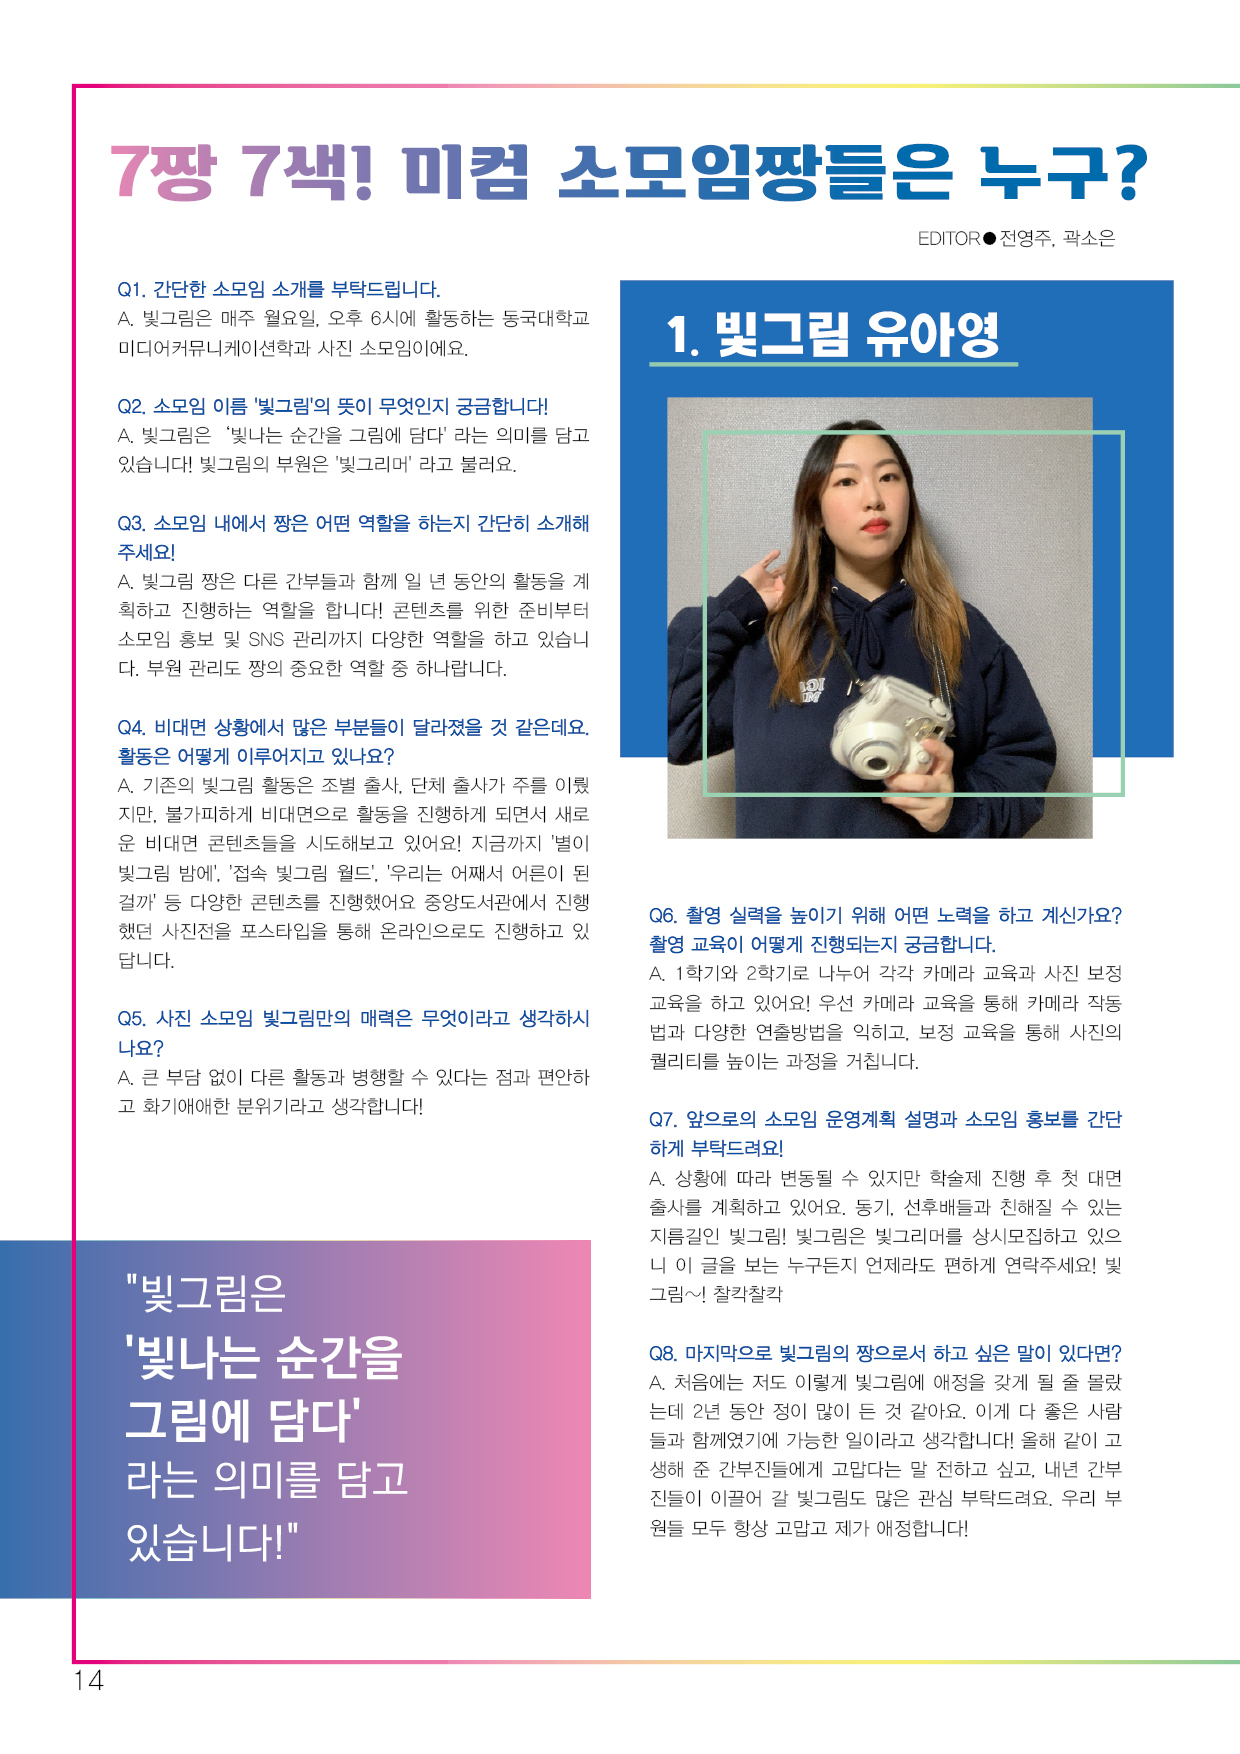 7짱 7색! 미컴 소모임짱들은 누구?
EDITOR●전영주, 곽소은
Q1. 간단한 소모임 소개를 부탁드립니다.
A. 빛그림은 매주 월요일, 오후 6시에 활동하는 동국대학교
미디어커뮤니케이션학과 사진 소모임이에요.
Q2. 소모임 이름 '빛그림'의 뜻이 무엇인지 궁금합니다!
A. 빛그림은 ‘빛나는 순간을 그림에 담다' 라는 의미를 담고
있습니다! 빛그림의 부원은 '빛그리머' 라고 불러요.
Q3. 소모임 내에서 짱은 어떤 역할을 하는지 간단히 소개해
주세요!
A. 빛그림 짱은 다른 간부들과 함께 일 년 동안의 활동을 계
획하고 진행하는 역할을 합니다! 콘텐츠를 위한 준비부터
소모임 홍보 및 SNS 관리까지 다양한 역할을 하고 있습니
다. 부원 관리도 짱의 중요한 역할 중 하나랍니다.
Q4. 비대면 상황에서 많은 부분들이 달라졌을 것 같은데요.
활동은 어떻게 이루어지고 있나요?
A. 기존의 빛그림 활동은 조별 출사, 단체 출사가 주를 이뤘
지만, 불가피하게 비대면으로 활동을 진행하게 되면서 새로
운 비대면 콘텐츠들을 시도해보고 있어요! 지금까지 '별이
빛그림 밤에', '접속 빛그림 월드', '우리는 어째서 어른이 된
걸까' 등 다양한 콘텐츠를 진행했어요 중앙도서관에서 진행
했던 사진전을 포스타입을 통해 온라인으로도 진행하고 있
답니다.
Q5. 사진 소모임 빛그림만의 매력은 무엇이라고 생각하시
나요?
A. 큰 부담 없이 다른 활동과 병행할 수 있다는 점과 편안하
고 화기애애한 분위기라고 생각합니다!
"빛그림은
'빛나는 순간을
그림에 담다'
라는 의미를 담고
있습니다!"
1. 빛그림 유아영
Q6. 촬영 실력을 높이기 위해 어떤 노력을 하고 계신가요?
촬영 교육이 어떻게 진행되는지 궁금합니다.
A. 1학기와 2학기로 나누어 각각 카메라 교육과 사진 보정
교육을 하고 있어요! 우선 카메라 교육을 통해 카메라 작동
법과 다양한 연출방법을 익히고, 보정 교육을 통해 사진의
퀄리티를 높이는 과정을 거칩니다.
Q7. 앞으로의 소모임 운영계획 설명과 소모임 홍보를 간단
하게 부탁드려요!
A. 상황에 따라 변동될 수 있지만 학술제 진행 후 첫 대면
출사를 계획하고 있어요. 동기, 선후배들과 친해질 수 있는
지름길인 빛그림! 빛그림은 빛그리머를 상시모집하고 있으
니 이 글을 보는 누구든지 언제라도 편하게 연락주세요! 빛
그림~! 찰칵찰칵
Q8. 마지막으로 빛그림의 짱으로서 하고 싶은 말이 있다면?
A. 처음에는 저도 이렇게 빛그림에 애정을 갖게 될 줄 몰랐
는데 2년 동안 정이 많이 든 것 같아요. 이게 다 좋은 사람
들과 함께였기에 가능한 일이라고 생각합니다! 올해 같이 고
생해 준 간부진들에게 고맙다는 말 전하고 싶고, 내년 간부
진들이 이끌어 갈 빛그림도 많은 관심 부탁드려요. 우리 부
원들 모두 항상 고맙고 제가 애정합니다!
14